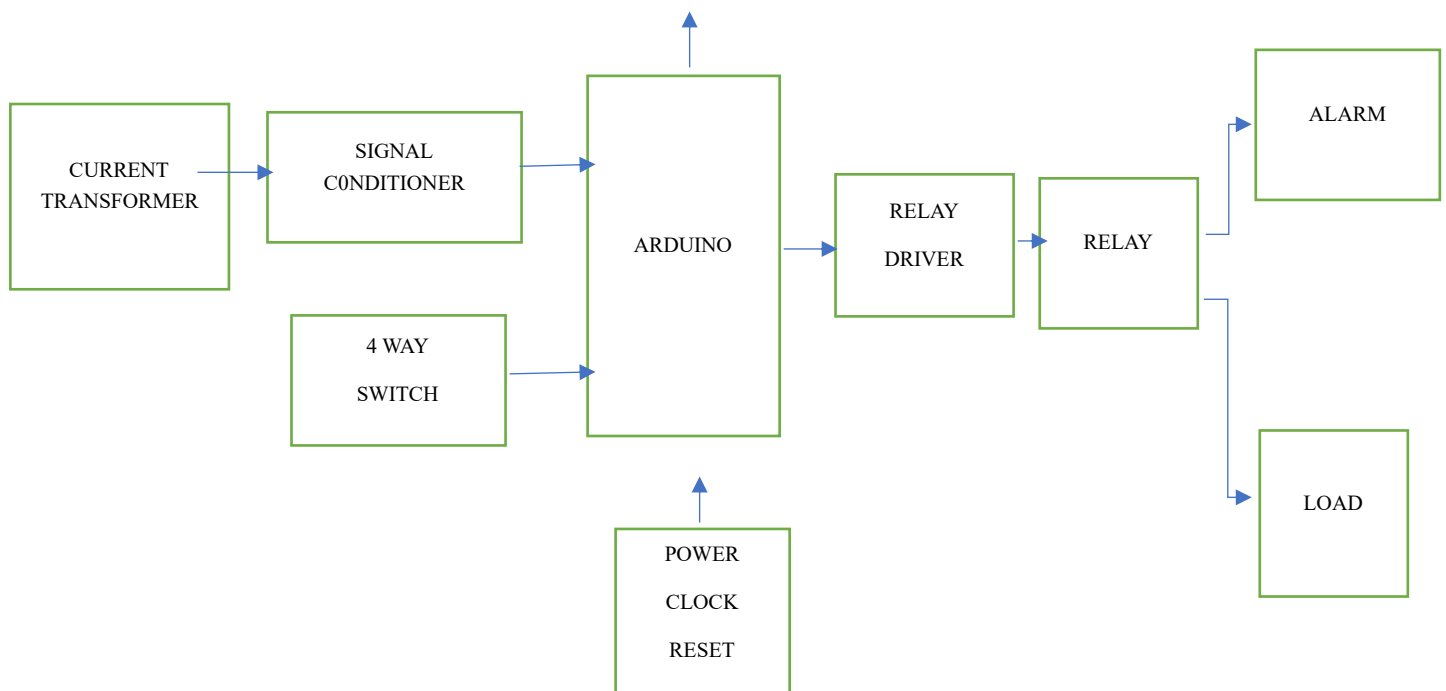 CURRENT
TRANSFORMER
SIGNAL
C0NDITIONER
4 WAY
SWITCH
ARDUINO
POWER
CLOCK
RESET
RELAY
DRIVER
RELAY
ALARM
LOAD